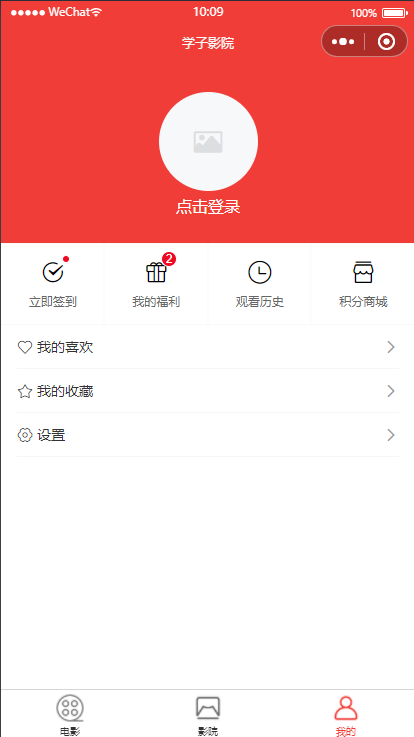 WeChat 10:09 100%
学子影院
点击登录
2
立即签到 我的福利 观看历史 积分商城
我的喜欢
我的收藏
设置
电影 影院 我的